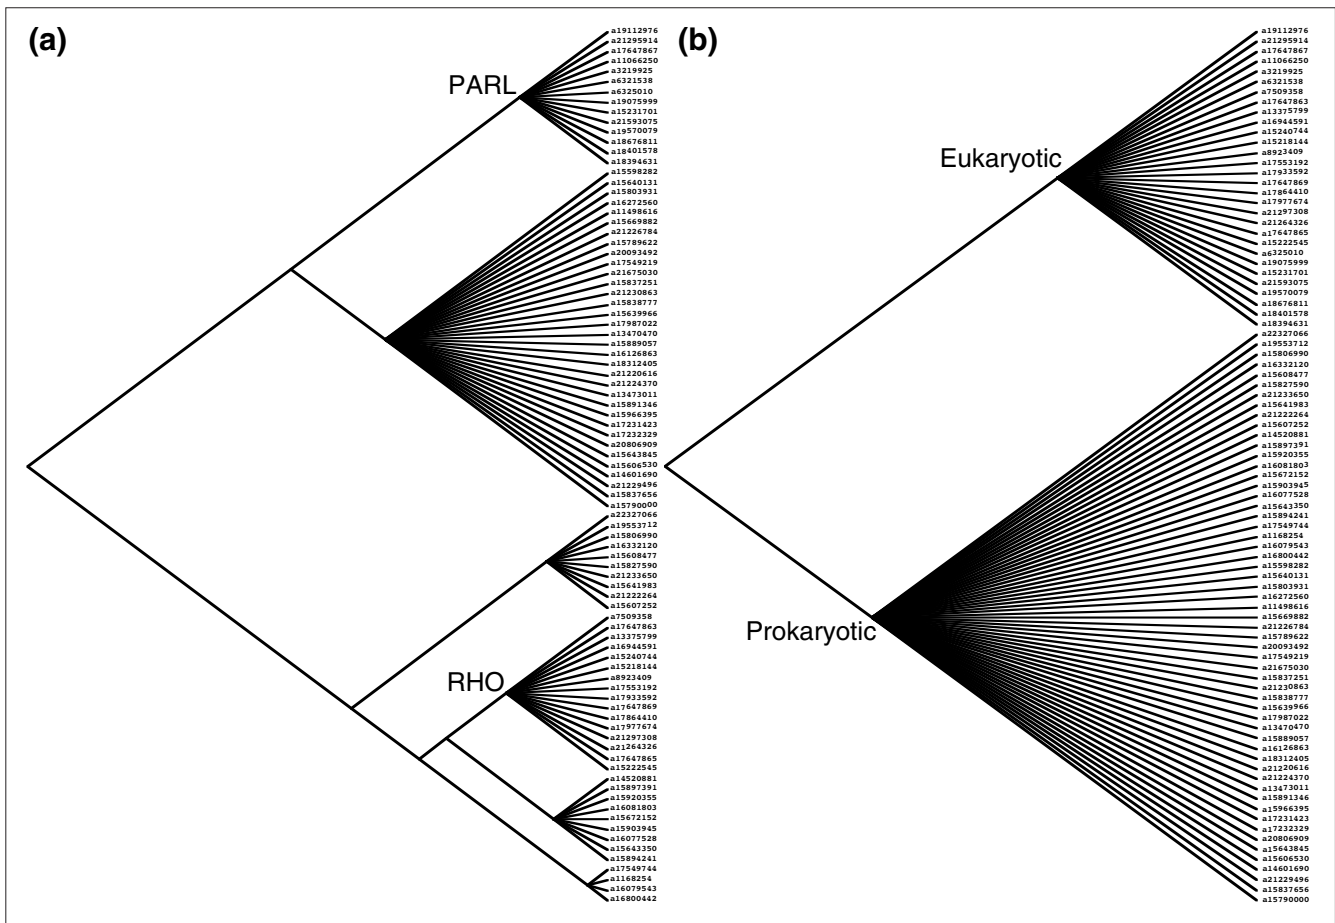 (a)
PARL
RHO
a19112976
a21295914
a17647867
a11066250
a3219925
a6321538
a6325010
a19075999
a15231701
a21593075
a19570079
a18676811
a18401578
a18394631
a15598282
a15640131
a15803931
a16272560
a11498616
a15669882
a21226784
a15789622
a20093492
a17549219
a21675030
a15837251
a21230863
a15838777
a15639966
a17987022
a13470470
a15889057
a16126863
a18312405
a21220616
a21224370
a13473011
a15891346
a15966395
a17231423
a17232329
a20806909
a15643845
a15606530
a14601690
a21229496
a15837656
a15790000
a22327066
a19553712
a15806990
a16332120
a15608477
a15827590
a21233650
a15641983
a21222264
a15607252
a7509358
a17647863
a13375799
a16944591
a15240744
a15218144
a8923409
a17553192
a17933592
a17647869
a17864410
a17977674
a21297308
a21264326
a17647865
a15222545
a14520881
a15897391
a15920355
a16081803
a15672152
a15903945
a16077528
a15643350
a15894241
a17549744
a1168254
a16079543
a16800442
(b)
Eukaryotic
Prokaryotic
a19112976
a21295914
a17647867
a11066250
a3219925
a6321538
a7509358
a17647863
a13375799
a16944591
a15240744
a15218144
a8923409
a17553192
a17933592
a17647869
a17864410
a17977674
a21297308
a21264326
a17647865
a15222545
a6325010
a19075999
a15231701
a21593075
a19570079
a18676811
a18401578
a18394631
a22327066
a19553712
a15806990
a16332120
a15608477
a15827590
a21233650
a15641983
a21222264
a15607252
a14520881
a15897391
a15920355
a16081803
a15672152
a15903945
a16077528
a15643350
a15894241
a17549744
a1168254
a16079543
a16800442
a15598282
a15640131
a15803931
a16272560
a11498616
a15669882
a21226784
a15789622
a20093492
a17549219
a21675030
a15837251
a21230863
a15838777
a15639966
a17987022
a13470470
a15889057
a16126863
a18312405
a21220616
a21224370
a13473011
a15891346
a15966395
a17231423
a17232329
a20806909
a15643845
a15606530
a14601690
a21229496
a15837656
a15790000